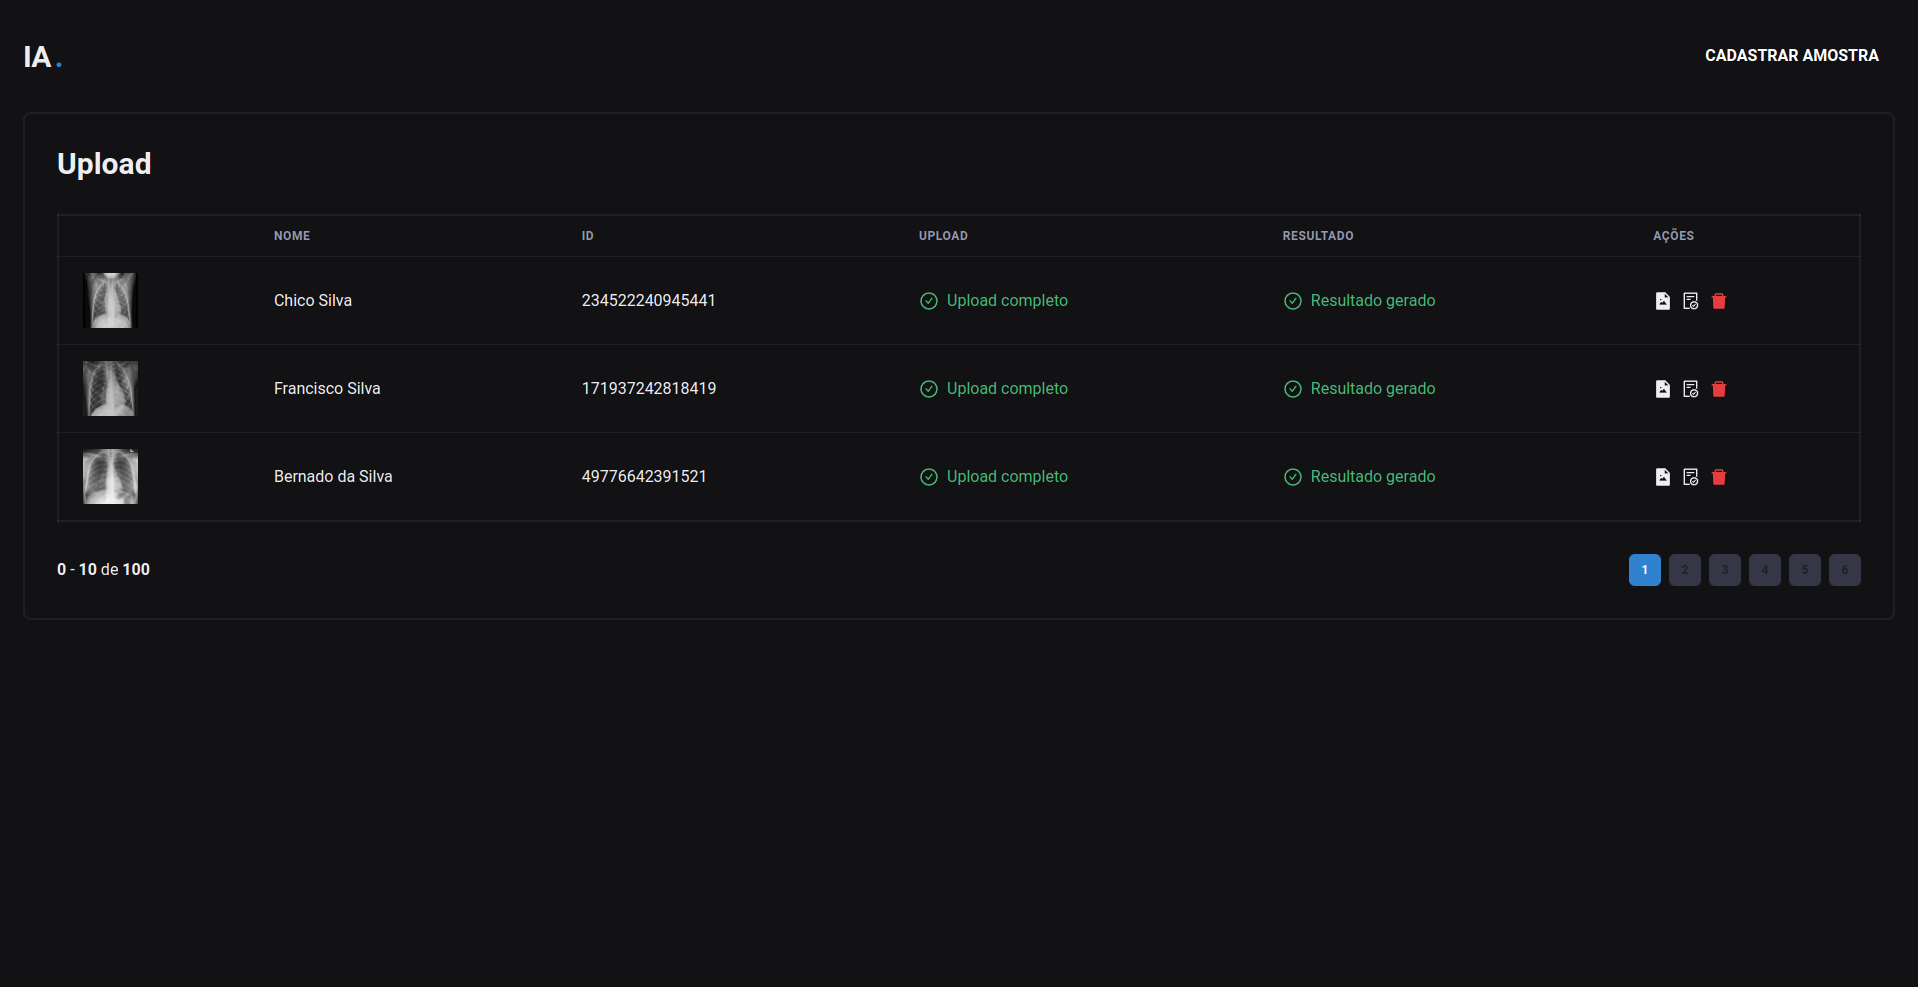 IA.
CADASTRAR AMOSTRA
Upload
NOME ID UPLOAD RESULTADO AÇÕES
Chico Silva 234522240945441 Upload completo Resultado gerado
Francisco Silva 171937242818419 Upload completo Resultado gerado
Bernado da Silva 49776642391521 Upload completo Resultado gerado
0 - 10 de 100 1 2 3 4 5 6